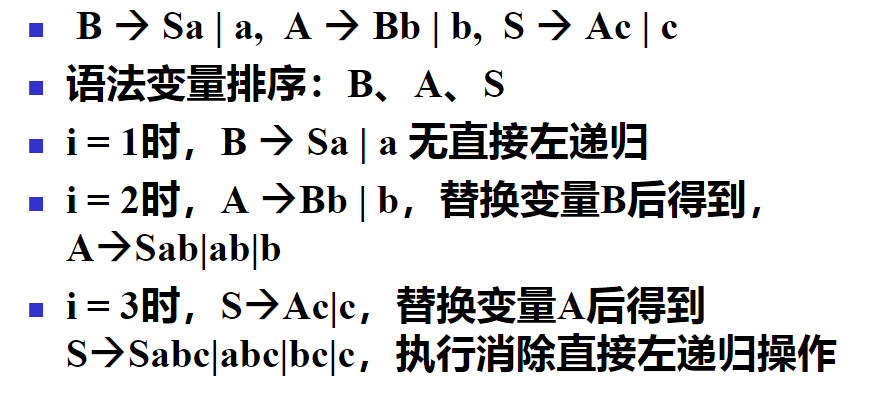 ■ B → Sa | a, A → Bb | b, S → Ac | c
■ 语法变量排序：B、A、S
■ i = 1时，B → Sa | a 无直接左递归
■ i = 2时，A →Bb | b，替换变量B后得到，
A→Sab|ab|b
■ i = 3时，S→Ac|c，替换变量A后得到
S→Sabc|abc|bc|c，执行消除直接左递归操作